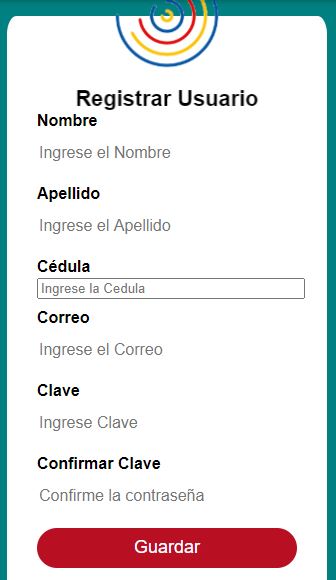 Registrar Usuario
Nombre
Ingrese el Nombre
Apellido
Ingrese el Apellido
Cédula
Ingrese la Cedula
Correo
Ingrese el Correo
Clave
Ingrese Clave
Confirmar Clave
Confirme la contraseña
Guardar